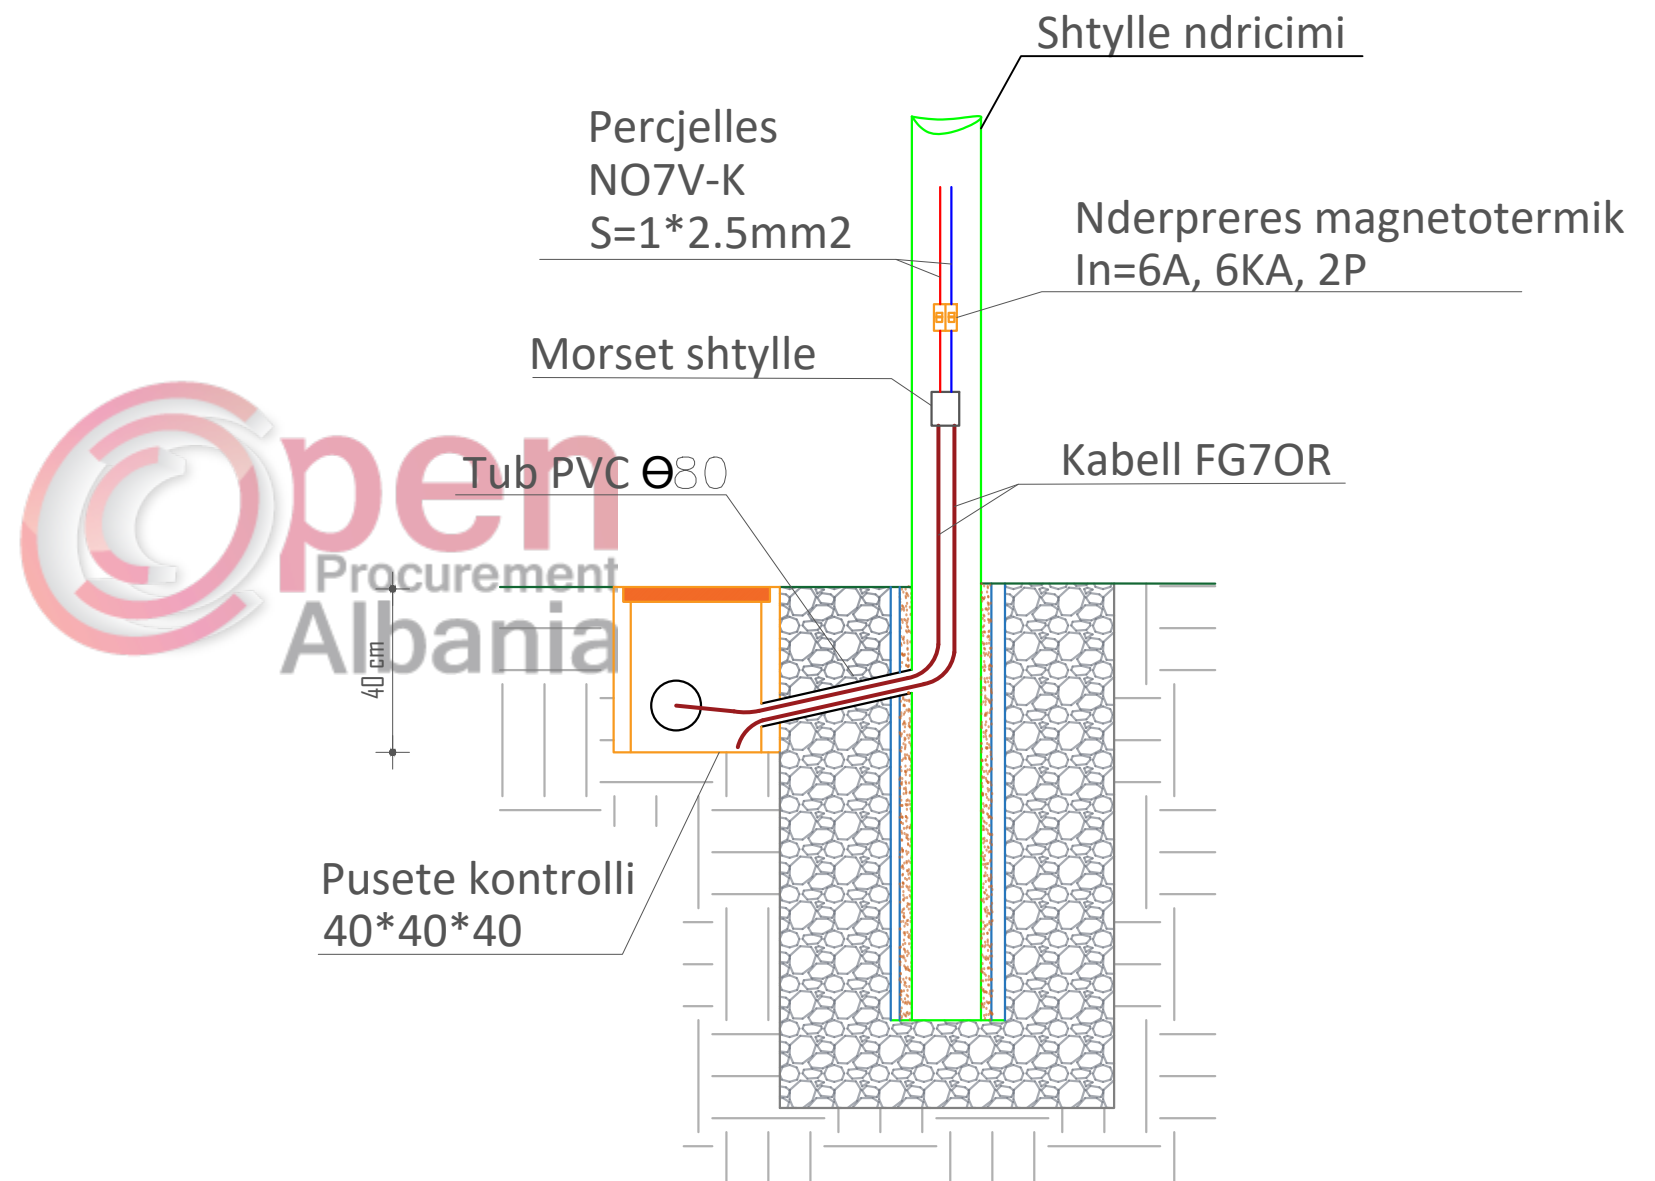 Shtylle ndricimi
Percjelles
NO7V-K
S=1*2.5mm2
Nderpreres magnetotermik
In=6A, 6KA, 2P
Morset shtylle
Tub PVC Ɵ80
Kabell FG7OR
Open
Procurement
Albania
40 cm
Pusete kontrolli
40*40*40